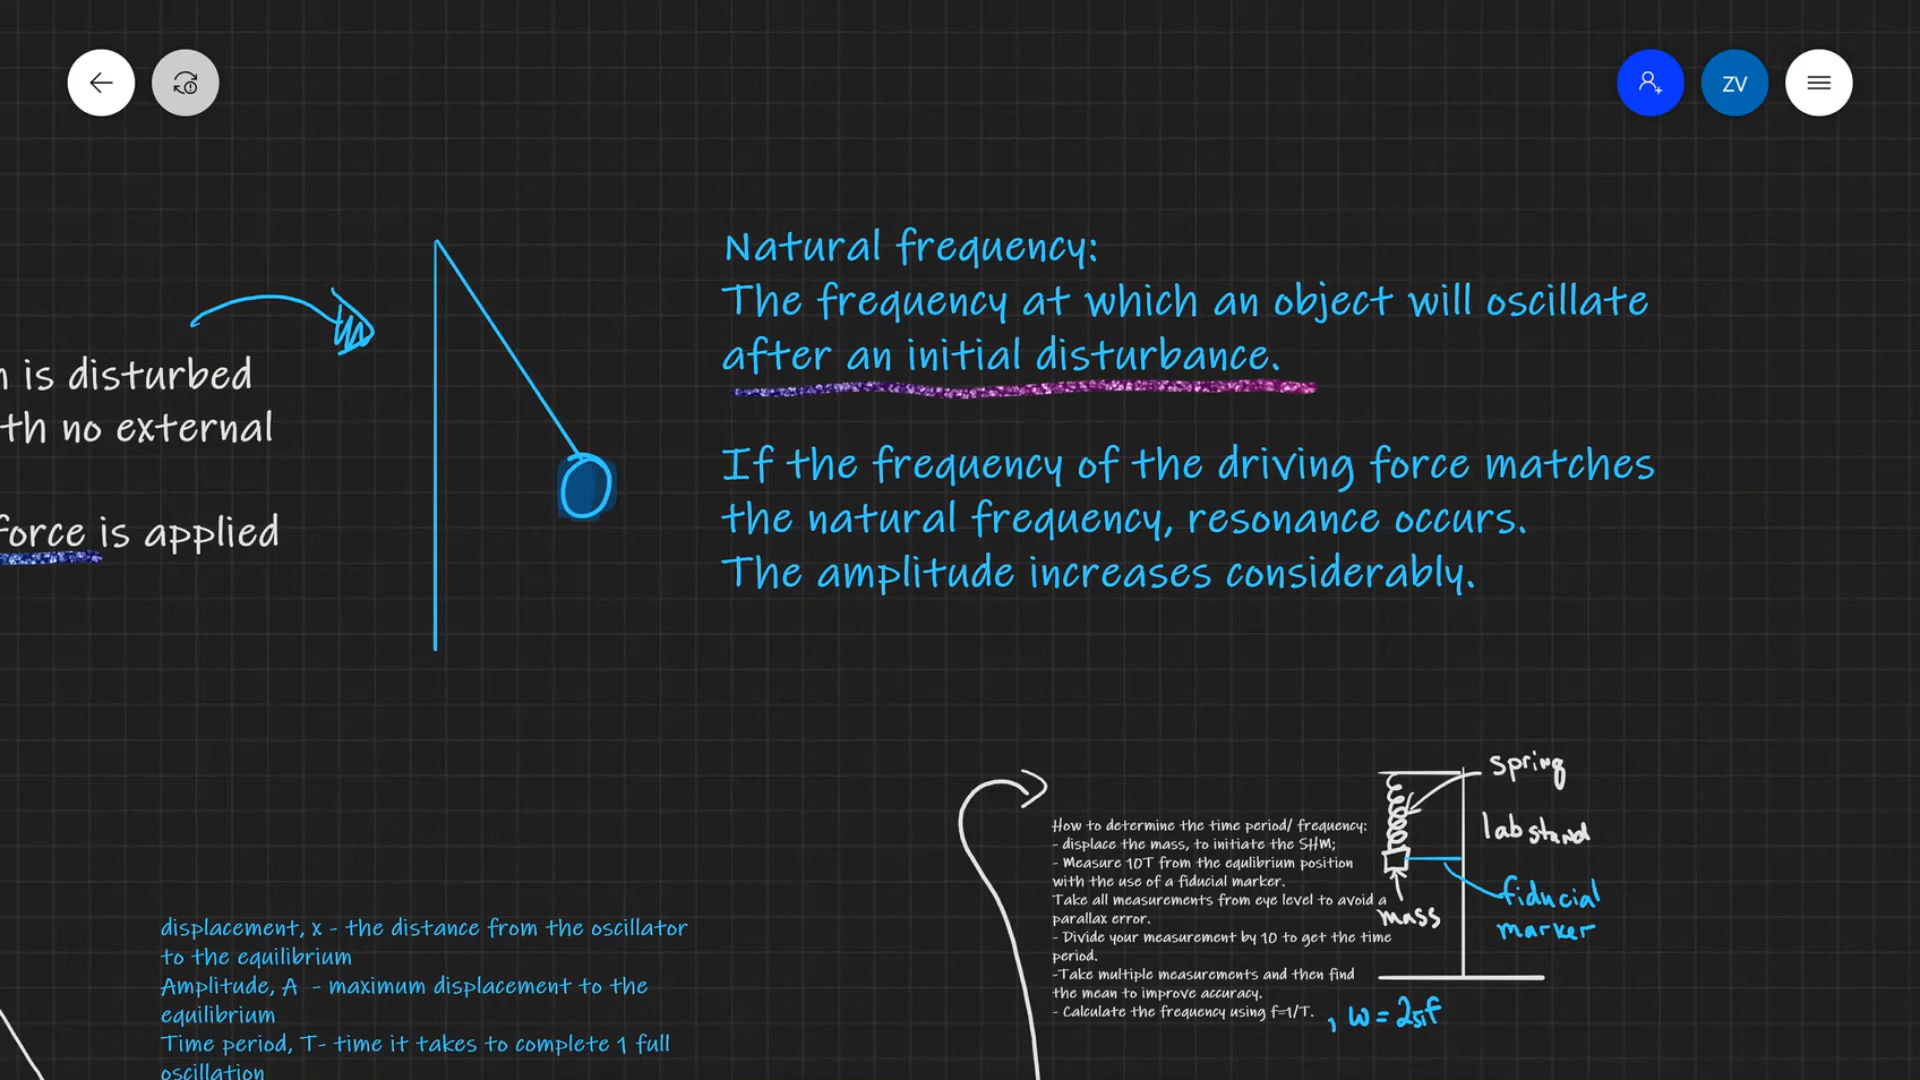 ZV
Natural frequency:
The frequency at which an object will oscillate
after an initial disturbance.
is disturbed
th no external
force is applied
If the frequency of the driving force matches
the natural frequency, resonance occurs.
The amplitude increases considerably.
spring
lab stand
fiducial
marker
mass
How to determine the time period/ frequency:
- displace the mass, to initiate the SHM;
- Measure 10T from the equlibrium position
with the use of a fiducial marker.
Take all measurements from eye level to avoid a
parallax error.
- Divide your measurement by 10 to get the time
period.
-Take multiple measurements and then find
the mean to improve accuracy.
- Calculate the frequency using f=1/T.
, ω = 2πf
displacement, x - the distance from the oscillator
to the equilibrium
Amplitude, A - maximum displacement to the
equilibrium
Time period, T- time it takes to complete 1 full
oscillation